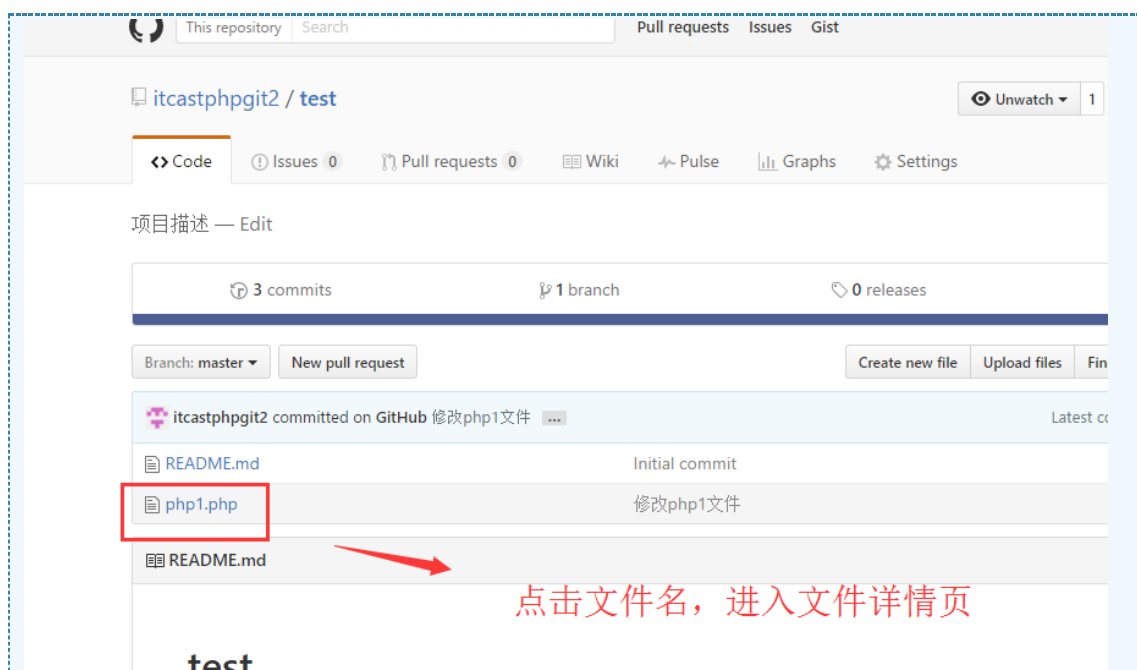 This repository Search Pull requests Issues Gist
itcastphpgit2 / test Unwatch 1
Code Issues 0 Pull requests 0 Wiki Pulse Graphs Settings
项目描述 — Edit
3 commits 1 branch 0 releases
Branch: master New pull request Create new file Upload files Fin
itcastphpgit2 committed on GitHub 修改php1文件 … Latest co
README.md Initial commit
php1.php 修改php1文件
README.md
点击文件名，进入文件详情页
test